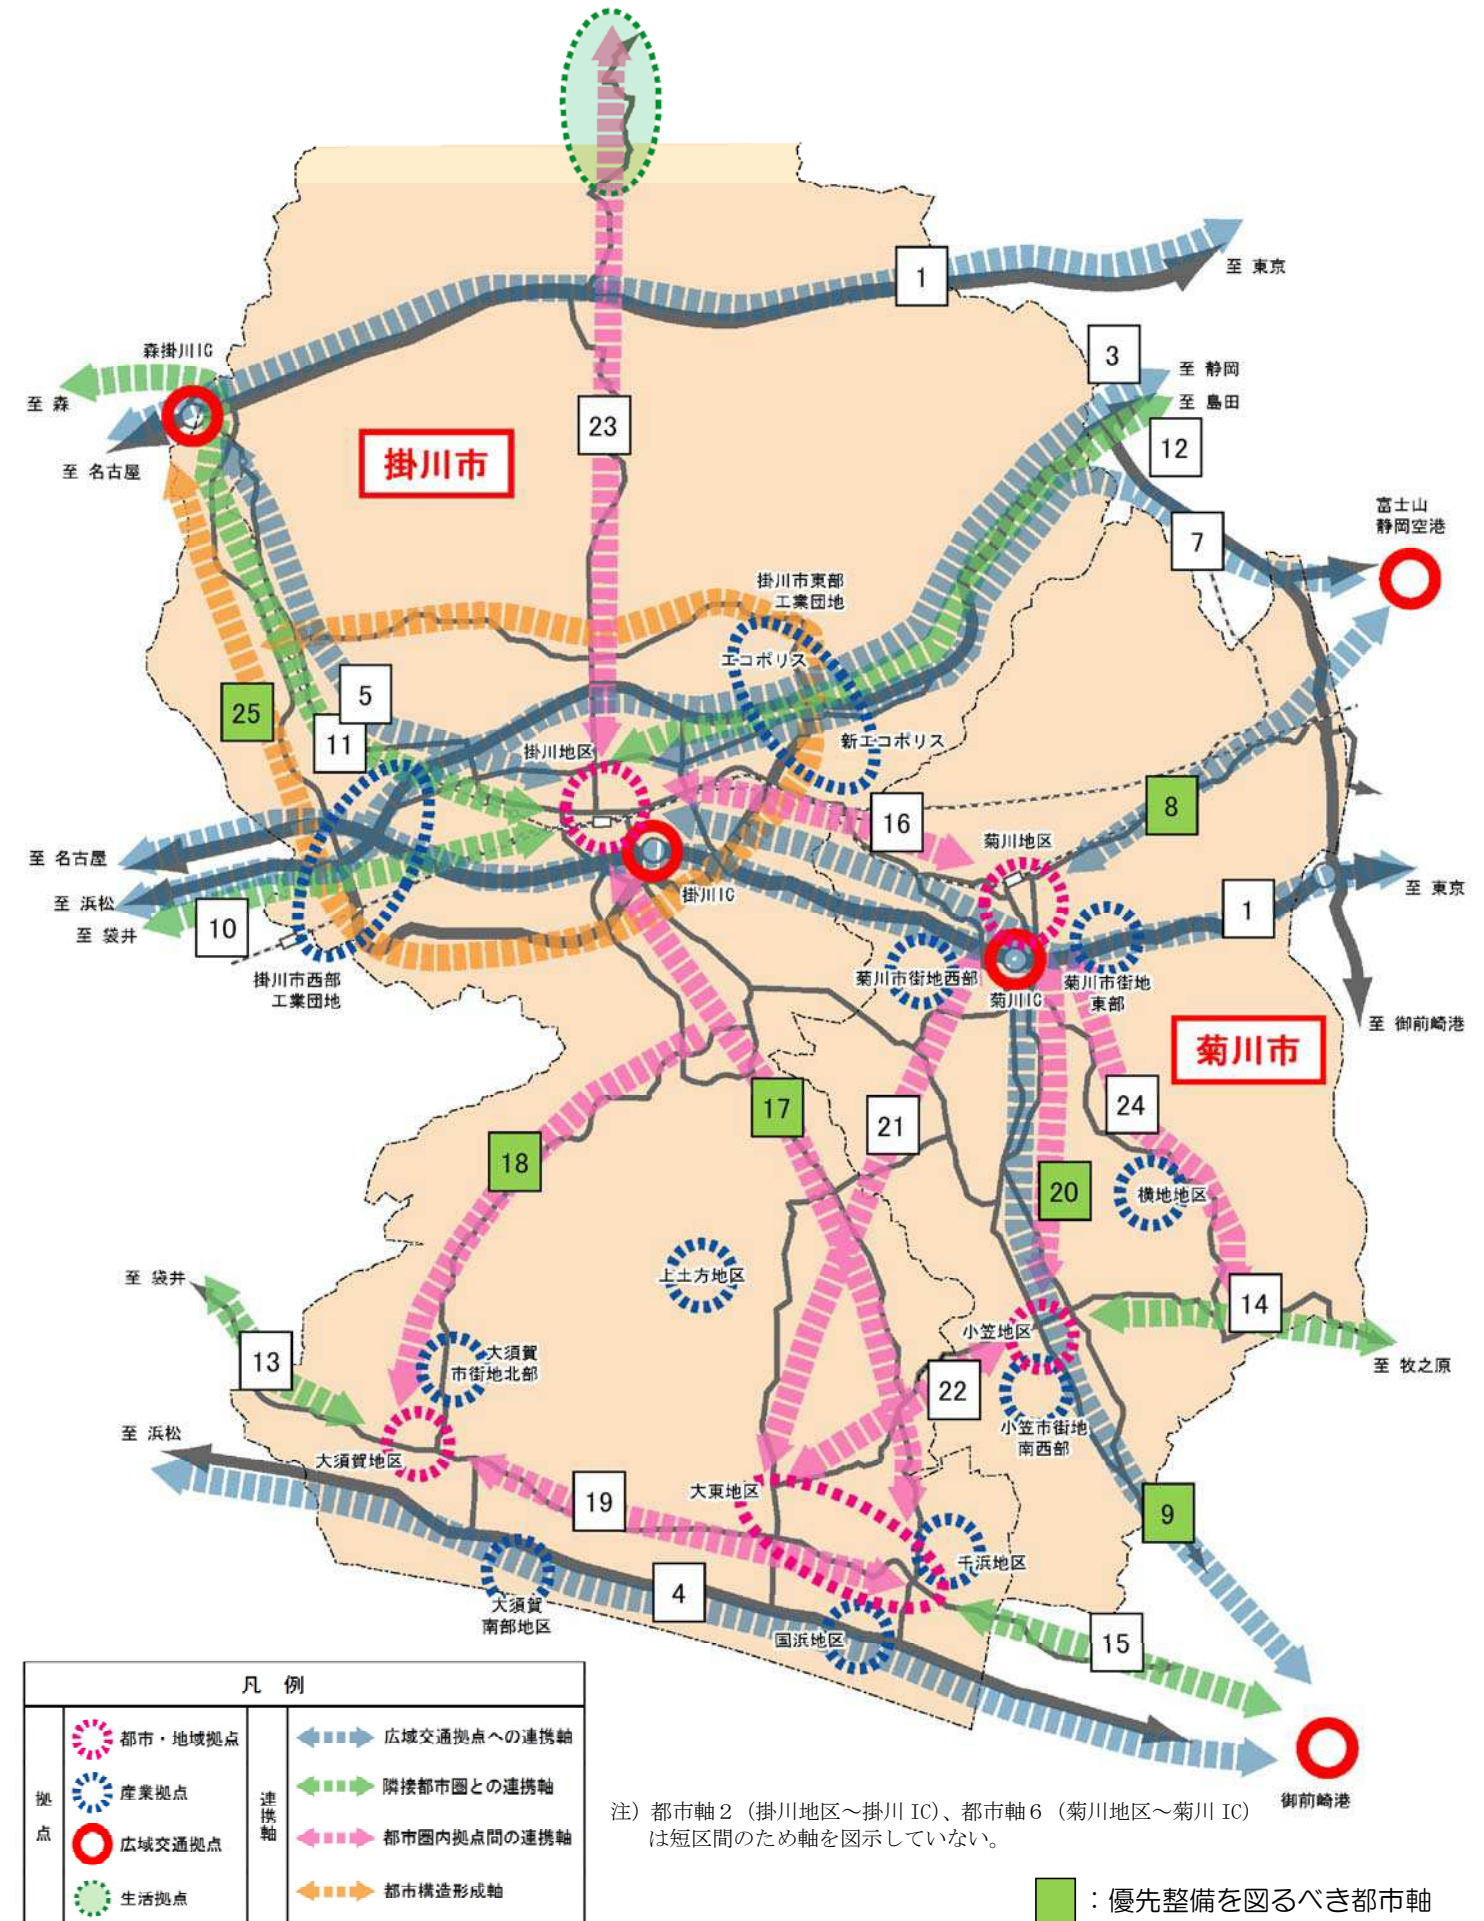 1
至 東京
森掛川IC
至 森
至 名古屋
3
至 静岡
至 島田
12
23
掛川市
7
富士山
静岡空港
掛川市東部
工業団地
エコポリス
新エコポリス
5
25
11
掛川地区
8
16
菊川地区
至 名古屋
至 浜松
至 袋井
10
掛川IC
1
至 東京
掛川市西部
工業団地
菊川市街地西部
菊川IC
菊川市街地
東部
至 御前崎港
菊川市
17
21
24
18
20
横地地区
至 袋井
上土方地区
14
13
小笠地区
至 牧之原
大須賀
市街地北部
22
小笠市街地
南西部
至 浜松
大須賀地区
大東地区
19
9
千浜地区
4
大須賀
南部地区
国浜地区
15
御前崎港
凡 例
拠点
都市・地域拠点
産業拠点
広域交通拠点
生活拠点
連携軸
広域交通拠点への連携軸
隣接都市圏との連携軸
都市圏内拠点間の連携軸
都市構造形成軸
注）都市軸２（掛川地区～掛川 IC）、都市軸６（菊川地区～菊川 IC）
は短区間のため軸を図示していない。
：優先整備を図るべき都市軸